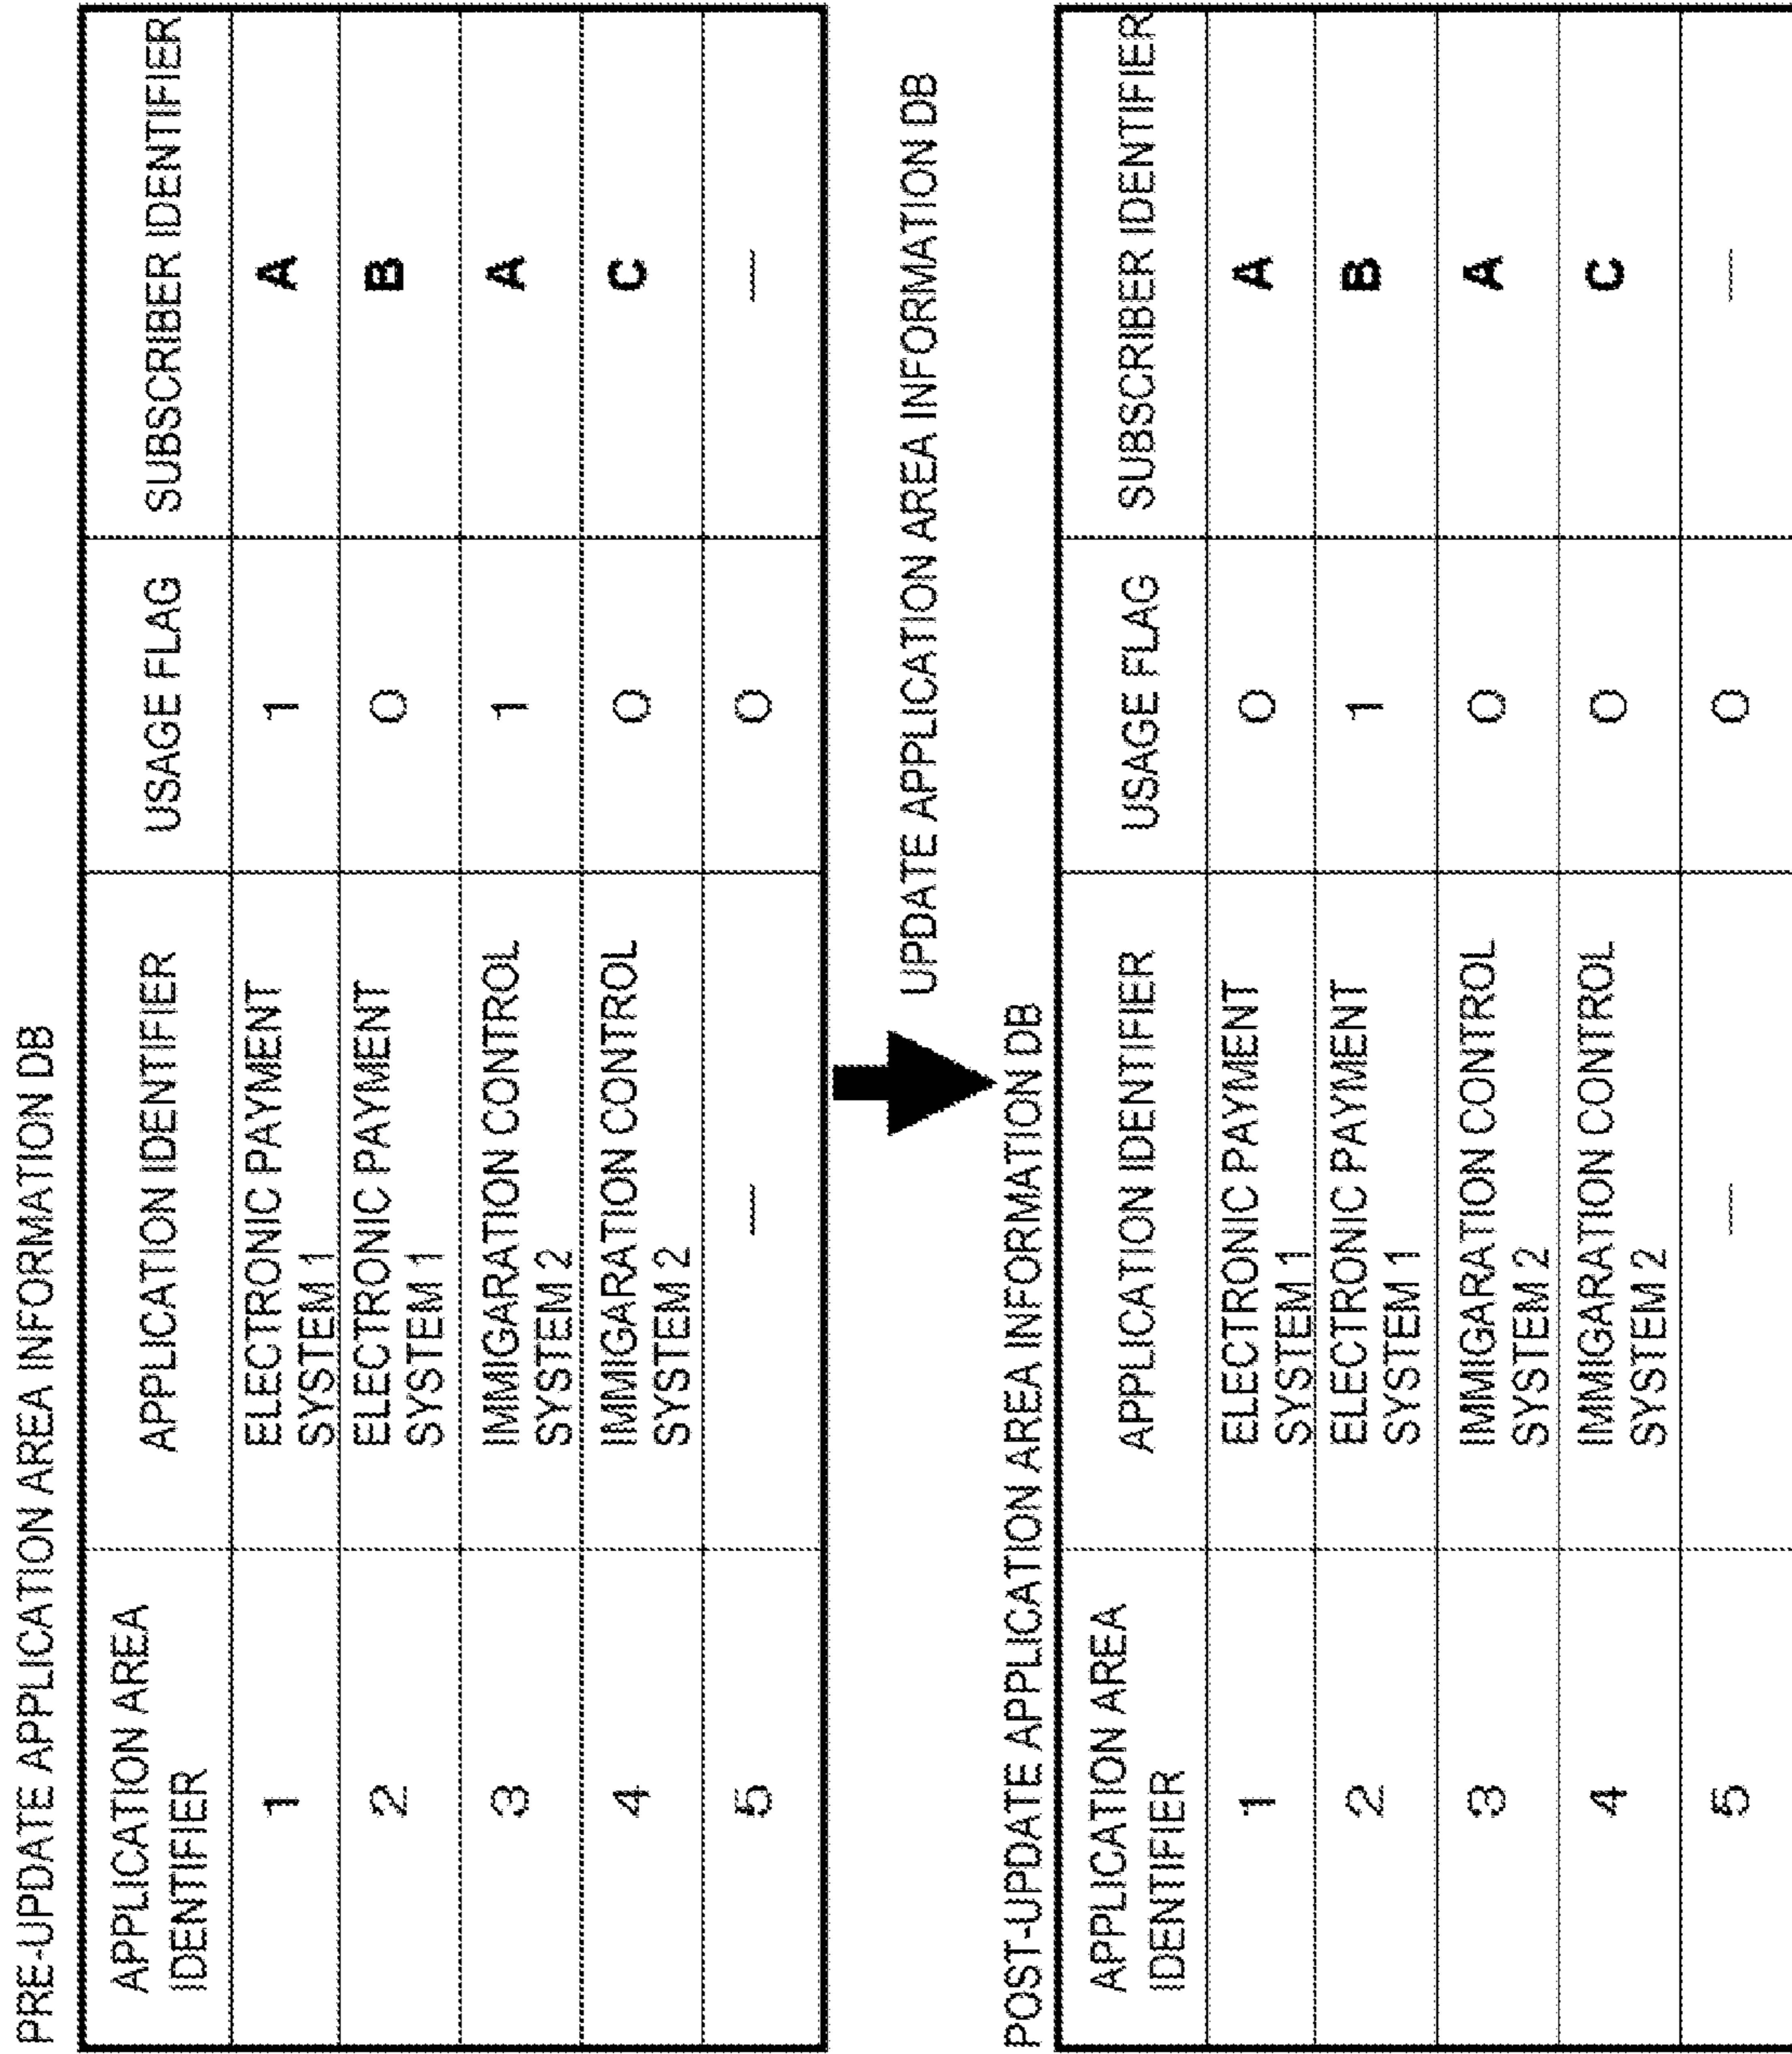 PRE-UPDATE APPLICATION AREA INFORMATION DB
APPLICATION AREA
IDENTIFIER
APPLICATION IDENTIFIER
USAGE FLAG
SUBSCRIBER IDENTIFIER
1
ELECTRONIC PAYMENT
SYSTEM 1
1
A
2
ELECTRONIC PAYMENT
SYSTEM 1
0
B
3
IMMIGARATION CONTROL
SYSTEM 2
1
A
4
IMMIGARATION CONTROL
SYSTEM 2
0
C
5
—
0
—
UPDATE APPLICATION AREA INFORMATION DB
POST-UPDATE APPLICATION AREA INFORMATION DB
APPLICATION AREA
IDENTIFIER
APPLICATION IDENTIFIER
USAGE FLAG
SUBSCRIBER IDENTIFIER
1
ELECTRONIC PAYMENT
SYSTEM 1
0
A
2
ELECTRONIC PAYMENT
SYSTEM 1
1
B
3
IMMIGARATION CONTROL
SYSTEM 2
0
A
4
IMMIGARATION CONTROL
SYSTEM 2
0
C
5
—
0
—